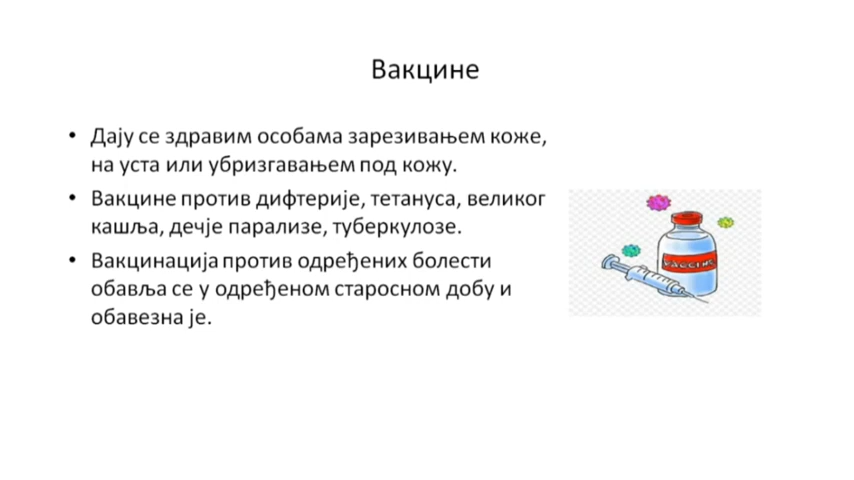 Вакцине
• Дају се здравим особама зарезивањем коже,
на уста или убризгавањем под кожу.
• Вакцине против дифтерије, тетануса, великог
кашља, дечје парализе, туберкулозе.
• Вакцинација против одређених болести
обавља се у одређеном старосном добу и
обавезна је.
VACCINE